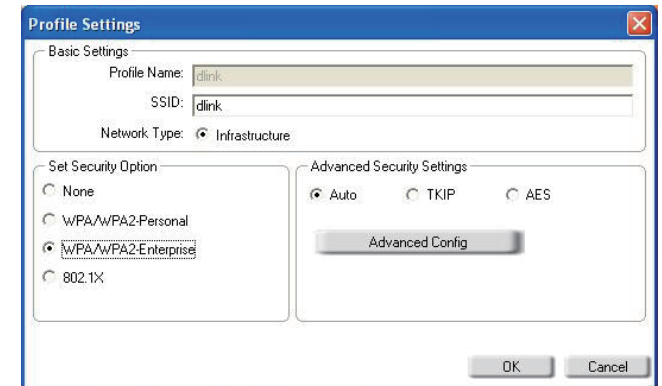 Profile Settings
Basic Settings
Profile Name: dlink
SSID: dlink
Network Type: Infrastructure
Set Security Option
None
WPA/WPA2-Personal
WPA/WPA2-Enterprise
802.1X
Advanced Security Settings
Auto TKIP AES
Advanced Config
OK Cancel